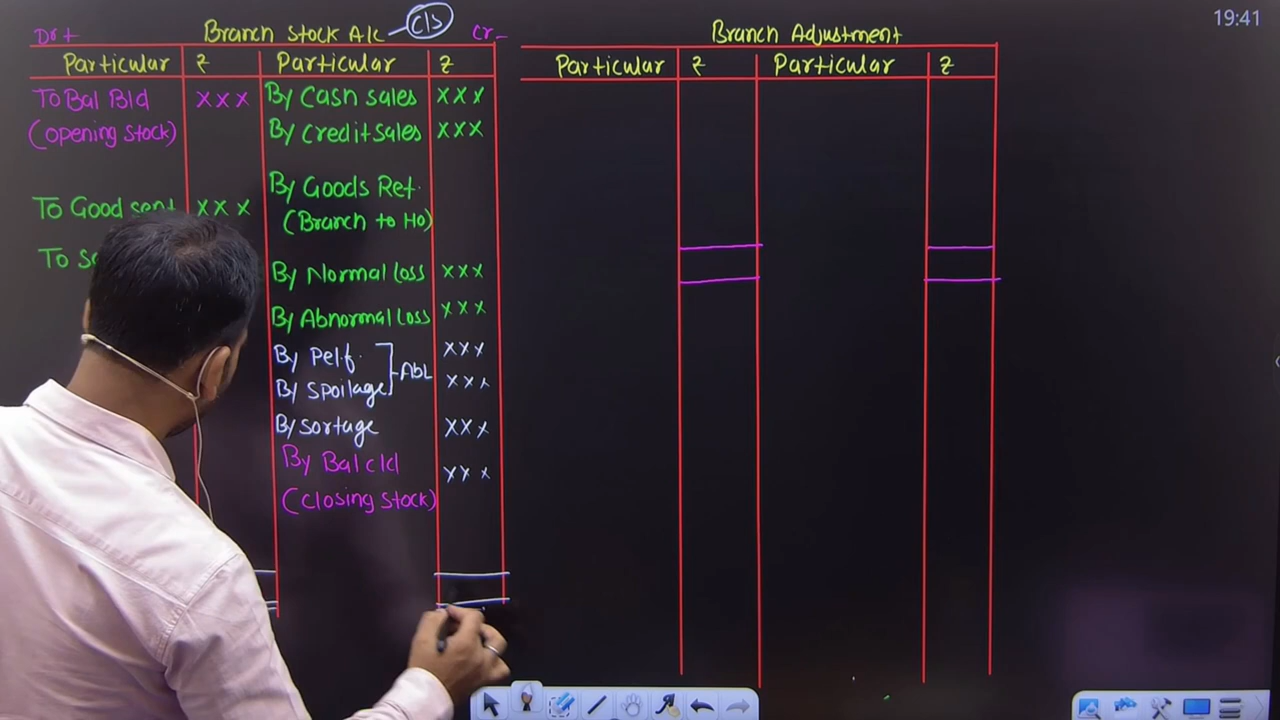 19:41
Dr+ Branch Stock A/c C/S Cr-
Particular ₹ Particular ₹
To Bal B/d XXX By Cash sales XXX
(opening stock) By Credit sales XXX
By Goods Ret.
To Good sent XXX (Branch to HO)
To
By Normal Loss XXX
By Abnormal Loss XXX
By Pelf. XXX
AbL
By Spoilage XXX
By sortage XXX
By Bal c/d XXX
(closing stock)
Branch Adjustment
Particular ₹ Particular ₹